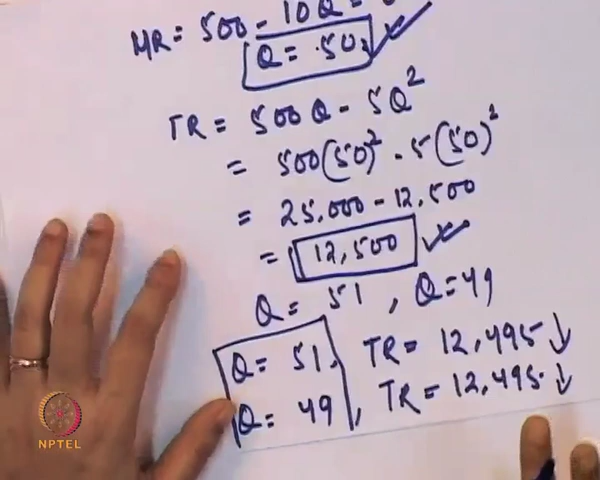 MR = 500 - 10Q =
Q = 50
TR = 500Q - 5Q²
= 500(50)² - 5(50)²
= 25,000 - 12,500
= 12,500
Q = 51, Q = 49
Q = 51, TR = 12,495 ↓
Q = 49, TR = 12,495 ↓
NPTEL